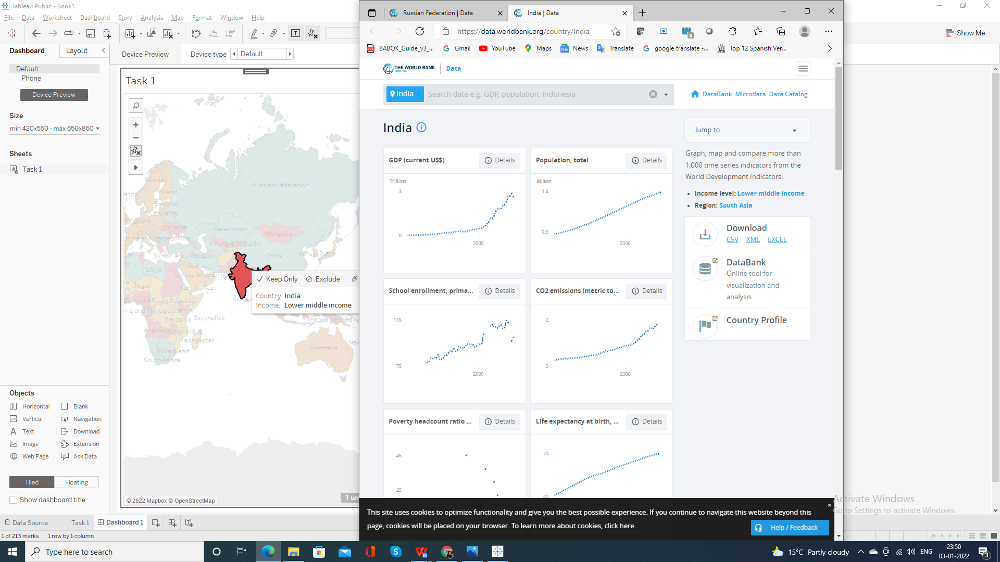 Tableau Public - Book1
File Data Worksheet Dashboard Story Analysis Map Format Window Help
Show Me
Dashboard Layout
Device Preview Device type Default
Default
Phone
Device Preview
Size
min 420x560 - max 650x860
Sheets
Task 1
Objects
Horizontal Blank
Vertical Navigation
Text Download
Image Extension
Web Page Ask Data
Tiled Floating
Show dashboard title
Task 1
Sweden
Finland
Estonia
Lithuania
Kingdom
Ukraine
Russian Federation
Kazakhstan
Mongolia
Kyrgyz Republic
Syrian Arab Republic
China
Korea, Rep.
Kuwait
Libya
United Arab Emir
Niger
Yemen, Rep.
Central African Republic
Kenya
Tanzania
Seychelles
Angola
Mozambique
Madagascar
Swaziland
South Africa
Papua New Guin
Australia
Keep Only Exclude
Country: India
Income: Lower middle income
© 2022 Mapbox © OpenStreetMap
1 un
Data Source Task 1 Dashboard 1
1 of 213 marks 1 row by 1 column
Russian Federation | Data
India | Data
https://data.worldbank.org/country/India
BABOK_Guide_v3_... Gmail YouTube Maps News Translate google translate -... Top 12 Spanish Ver...
THE WORLD BANK
IBRD • IDA
Data
India Search data e.g. GDP, population, Indonesia
DataBank Microdata Data Catalog
India
GDP (current US$) Details
Trillion
3
0
2000
Population, total Details
Billion
1.4
0.5
2000
School enrollment, prima... Details
115
75
2000
CO2 emissions (metric to... Details
2
0
2000
Poverty headcount ratio ... Details
45
25
Life expectancy at birth, ... Details
70
40
Jump to
Graph, map and compare more than
1,000 time series indicators from the
World Development Indicators.
Income level: Lower middle income
Region: South Asia
Download
CSV XML EXCEL
DataBank
Online tool for
visualization and
analysis
Country Profile
This site uses cookies to optimize functionality and give you the best possible experience. If you continue to navigate this website beyond this
page, cookies will be placed on your browser. To learn more about cookies, click here.
Help / Feedback
Activate Windows
Go to Settings to activate Windows.
Type here to search
15°C Partly cloudy
ENG
23:50
03-01-2022
3